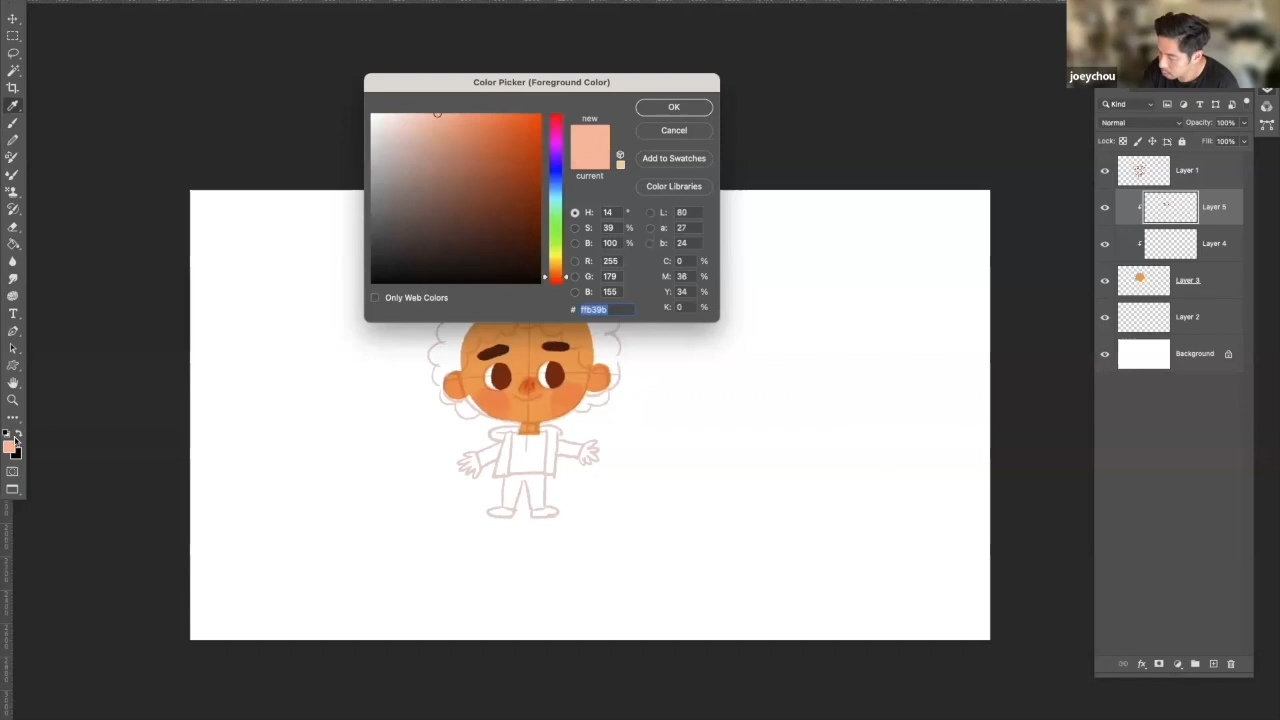 joeychou
Color Picker (Foreground Color)
new
current
OK
Cancel
Add to Swatches
Color Libraries
H: 14 °
S: 39 %
B: 100 %
R: 255
G: 179
B: 155
# ffb39b
L: 80
a: 27
b: 24
C: 0 %
M: 36 %
Y: 34 %
K: 0 %
Only Web Colors
Kind
Normal Opacity: 100%
Lock: Fill: 100%
Layer 1
Layer 5
Layer 4
Layer 3
Layer 2
Background
fx